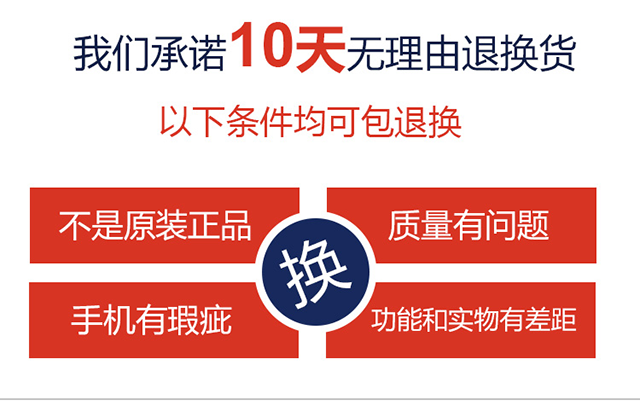 我们承诺10天无理由退换货
以下条件均可包退换
不是原装正品
质量有问题
换
手机有瑕疵
功能和实物有差距